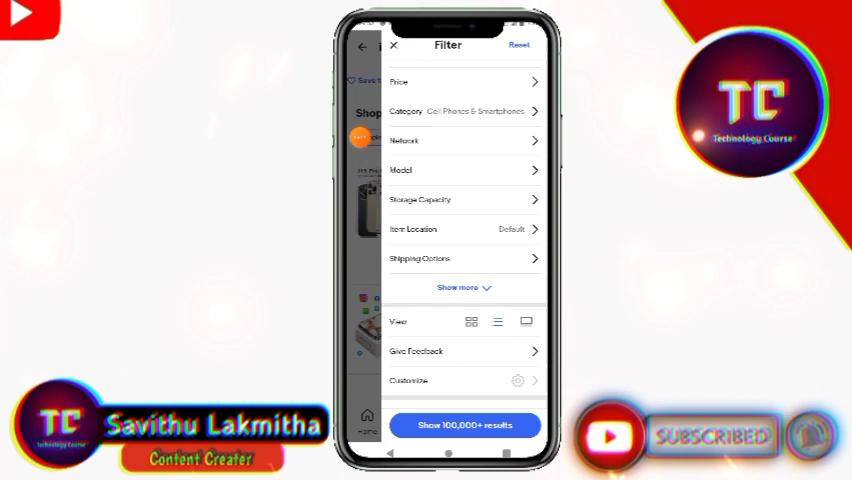 Filter
Reset
Save
Shop
Price
Category Cell Phones & Smartphones
Network
Model
Storage Capacity
Item Location Default
Shipping Options
Show more
View
Give Feedback
Customize
Show 100,000+ results
Home
TC
Technology Course
TC
Technology Course
Savithu Lakmitha
Content Creater
SUBSCRIBED